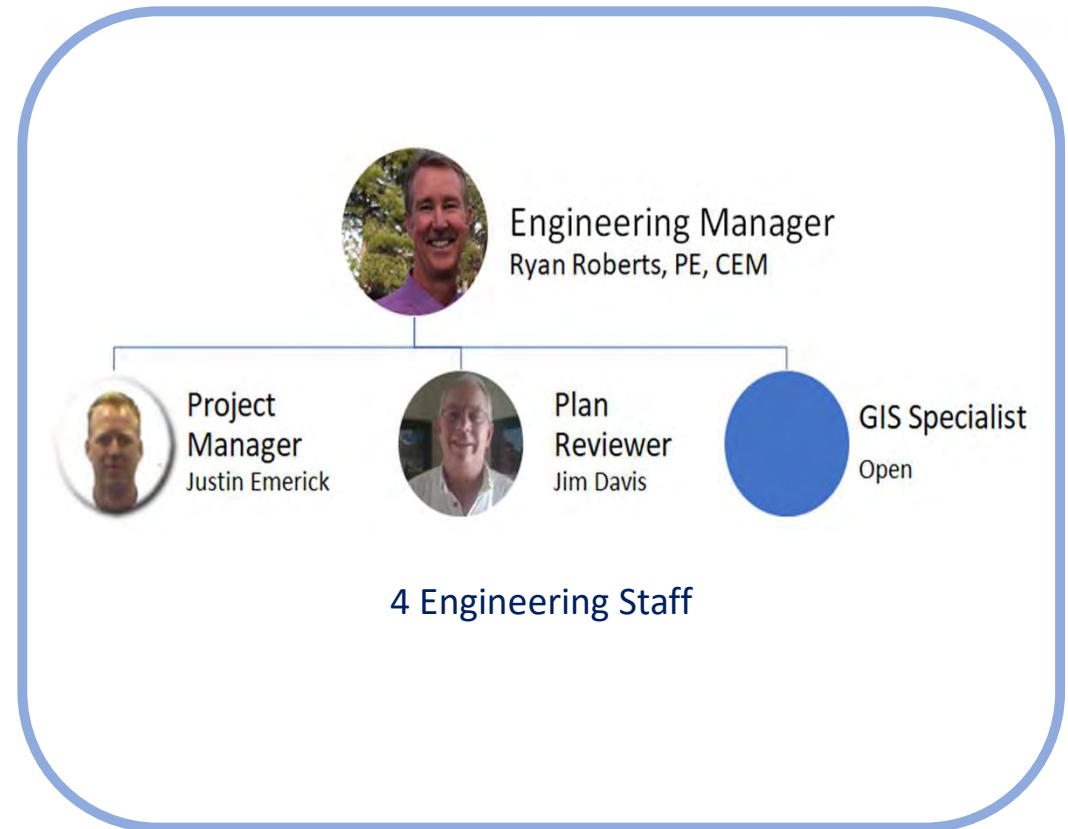 Engineering Manager
Ryan Roberts, PE, CEM
Project
Manager
Justin Emerick
Plan
Reviewer
Jim Davis
GIS Specialist
Open
4 Engineering Staff